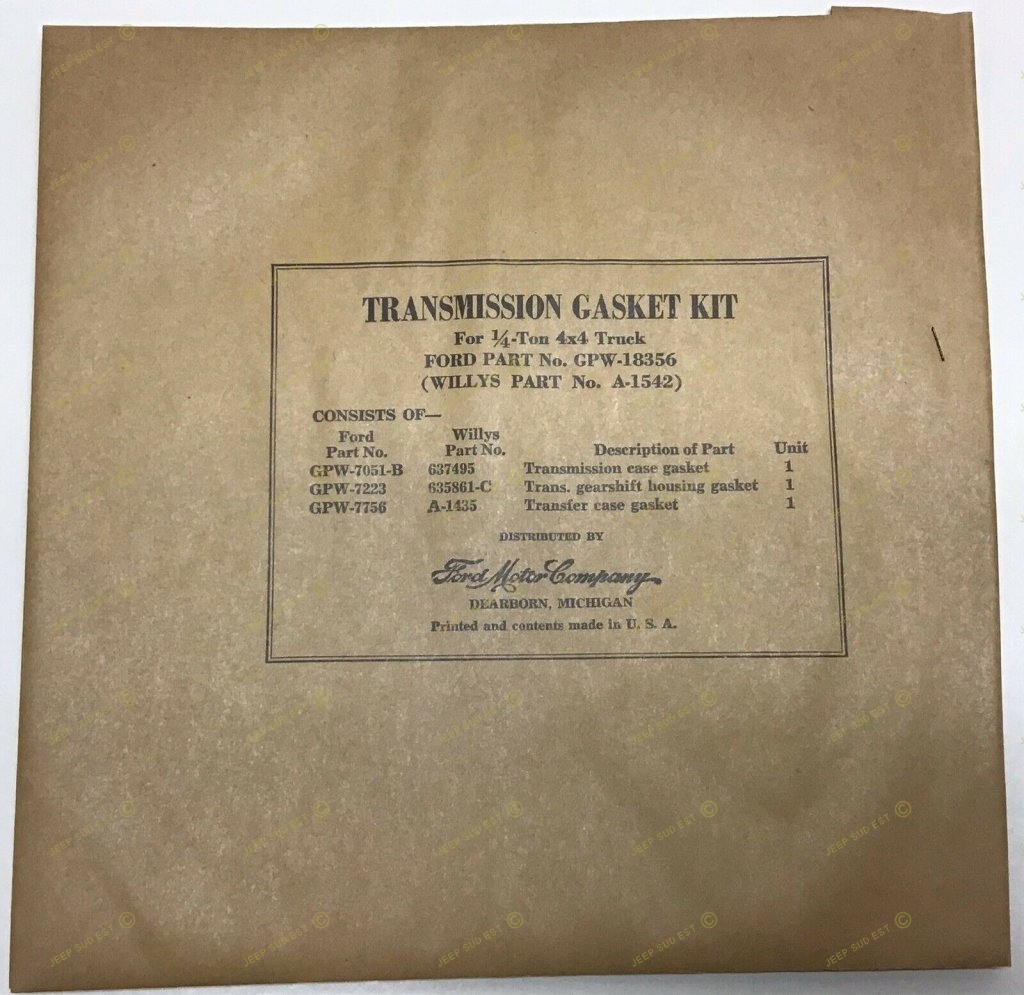 TRANSMISSION GASKET KIT
For 1/4-Ton 4x4 Truck
FORD PART No. GPW-18356
(WILLYS PART No. A-1542)
CONSISTS OF—
Ford Part No. Willys Part No. Description of Part Unit
GPW-7051-B 637495 Transmission case gasket 1
GPW-7223 635861-C Trans. gearshift housing gasket 1
GPW-7756 A-1435 Transfer case gasket 1
DISTRIBUTED BY
Ford Motor Company
DEARBORN, MICHIGAN
Printed and contents made in U. S. A.
JEEP SUD EST ©